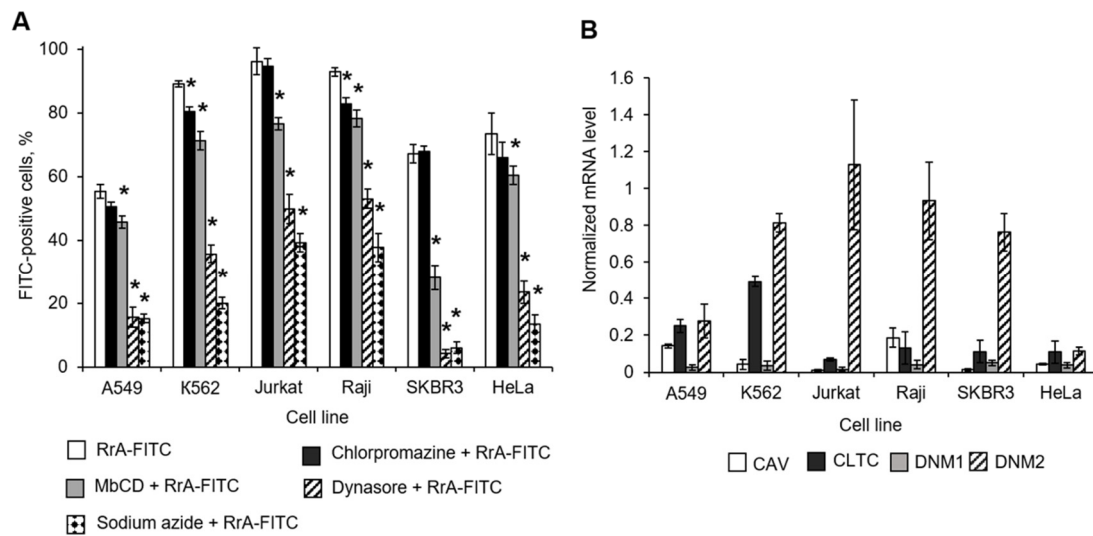 A
FITC-positive cells, %
100
80
60
40
20
0
* * * * * * * * * * * * * * * * * * * *
A549 K562 Jurkat Raji SKBR3 HeLa
Cell line
RrA-FITC
Chlorpromazine + RrA-FITC
MbCD + RrA-FITC
Dynasore + RrA-FITC
Sodium azide + RrA-FITC
B
Normalized mRNA level
1.6
1.4
1.2
1
0.8
0.6
0.4
0.2
0
A549 K562 Jurkat Raji SKBR3 HeLa
Cell line
CAV CLTC DNM1 DNM2